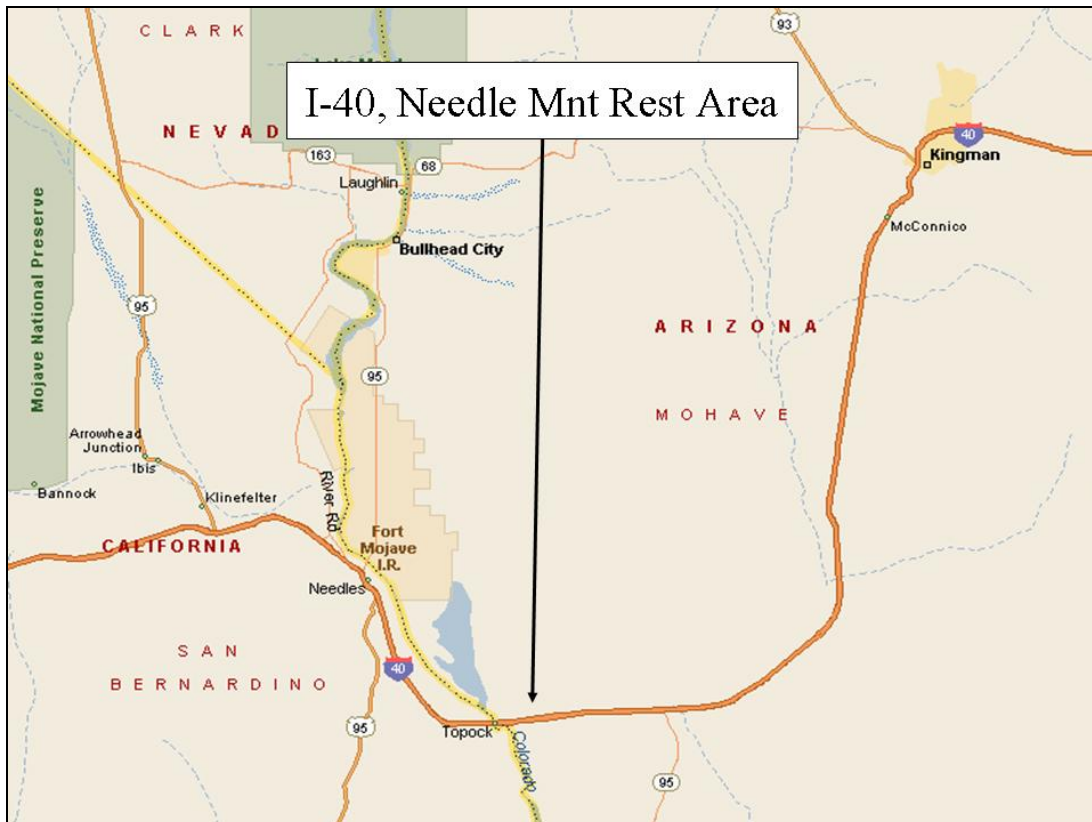 CLARK
93
Lake Mead
I-40, Needle Mnt Rest Area
NEVAD
163
68
40
Kingman
Laughlin
McConnico
Bullhead City
Mojave National Preserve
95
ARIZONA
95
MOHAVE
Arrowhead
Junction
Ibis
Bannock
Klinefelter
River Rd
CALIFORNIA
Fort
Mojave
I.R.
Needles
SAN
BERNARDINO
40
95
Topock
Colorado
95